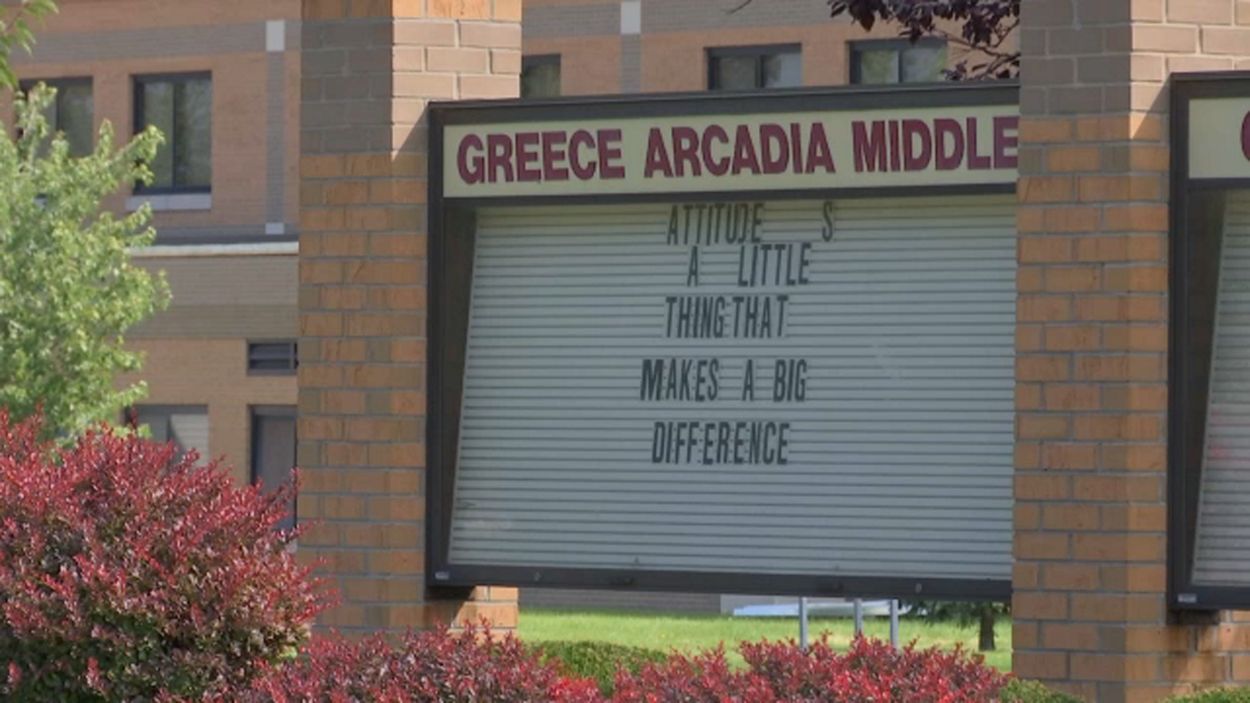 GREECE ARCADIA MIDDLE
ATTITUDE S
A LITTLE
THING THAT
MAKES A BIG
DIFFERENCE